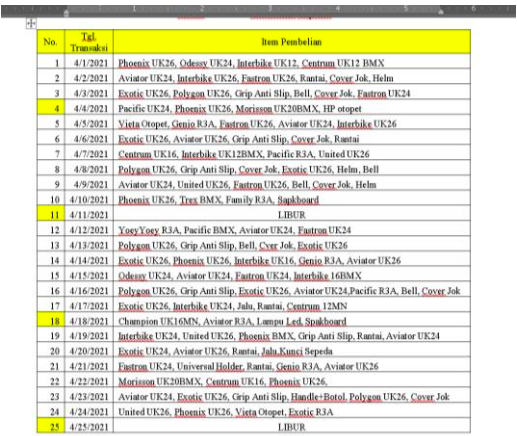 1 2 3 4 5 6
No. Tgl. Transaksi Item Pembelian
1 4/1/2021 Phoenix UK26, Odessy UK24, Interbike UK12, Centrum UK12 BMX
2 4/2/2021 Aviator UK24, Interbike UK26, Fastron UK26, Rantai, Cover Jok, Helm
3 4/3/2021 Exotic UK26, Polygon UK26, Grip Anti Slip, Bell, Cover Jok, Fastron UK24
4 4/4/2021 Pacific UK24, Phoenix UK26, Morisson UK20BMX, HP otopet
5 4/5/2021 Vieta Otopet, Genio R3A, Fastron UK26, Aviator UK24, Interbike UK26
6 4/6/2021 Exotic UK26, Aviator UK26, Grip Anti Slip, Cover Jok, Rantai
7 4/7/2021 Centrum UK16, Interbike UK12BMX, Pacific R3A, United UK26
8 4/8/2021 Polygon UK26, Grip Anti Slip, Cover Jok, Exotic UK26, Helm, Bell
9 4/9/2021 Aviator UK24, United UK26, Fastron UK26, Bell, Cover Jok, Helm
10 4/10/2021 Phoenix UK26, Trex BMX, Family R3A, Sapkboard
11 4/11/2021 LIBUR
12 4/12/2021 YoeyYoey R3A, Pacific BMX, Aviator UK24, Fastron UK24
13 4/13/2021 Polygon UK26, Grip Anti Slip, Bell, Cver Jok, Exotic UK26
14 4/14/2021 Exotic UK26, Phoenix UK26, Interbike UK16, Genio R3A, Aviator UK26
15 4/15/2021 Odessy UK24, Aviator UK24, Fastron UK24, Interbike 16BMX
16 4/16/2021 Polygon UK26, Grip Anti Slip, Exotic UK26, Aviator UK24,Pacific R3A, Bell, Cover Jok
17 4/17/2021 Exotic UK26, Interbike UK24, Jalu, Rantai, Centrum 12MN
18 4/18/2021 Champion UK16MN, Aviator R3A, Lampu Led, Spakboard
19 4/19/2021 Interbike UK24, United UK26, Phoenix BMX, Grip Anti Slip, Rantai, Aviator UK24
20 4/20/2021 Exotic UK24, Aviator UK26, Rantai, Jalu,Kunci Sepeda
21 4/21/2021 Fastron UK24, Universal Holder, Rantai, Genio R3A, Aviator UK26
22 4/22/2021 Morisson UK20BMX, Centrum UK16, Phoenix UK26,
23 4/23/2021 Aviator UK24, Exotic UK26, Grip Anti Slip, Handle+Botol, Polygon UK26, Cover Jok
24 4/24/2021 United UK26, Phoenix UK26, Vieta Otopet, Exotic R3A
25 4/25/2021 LIBUR